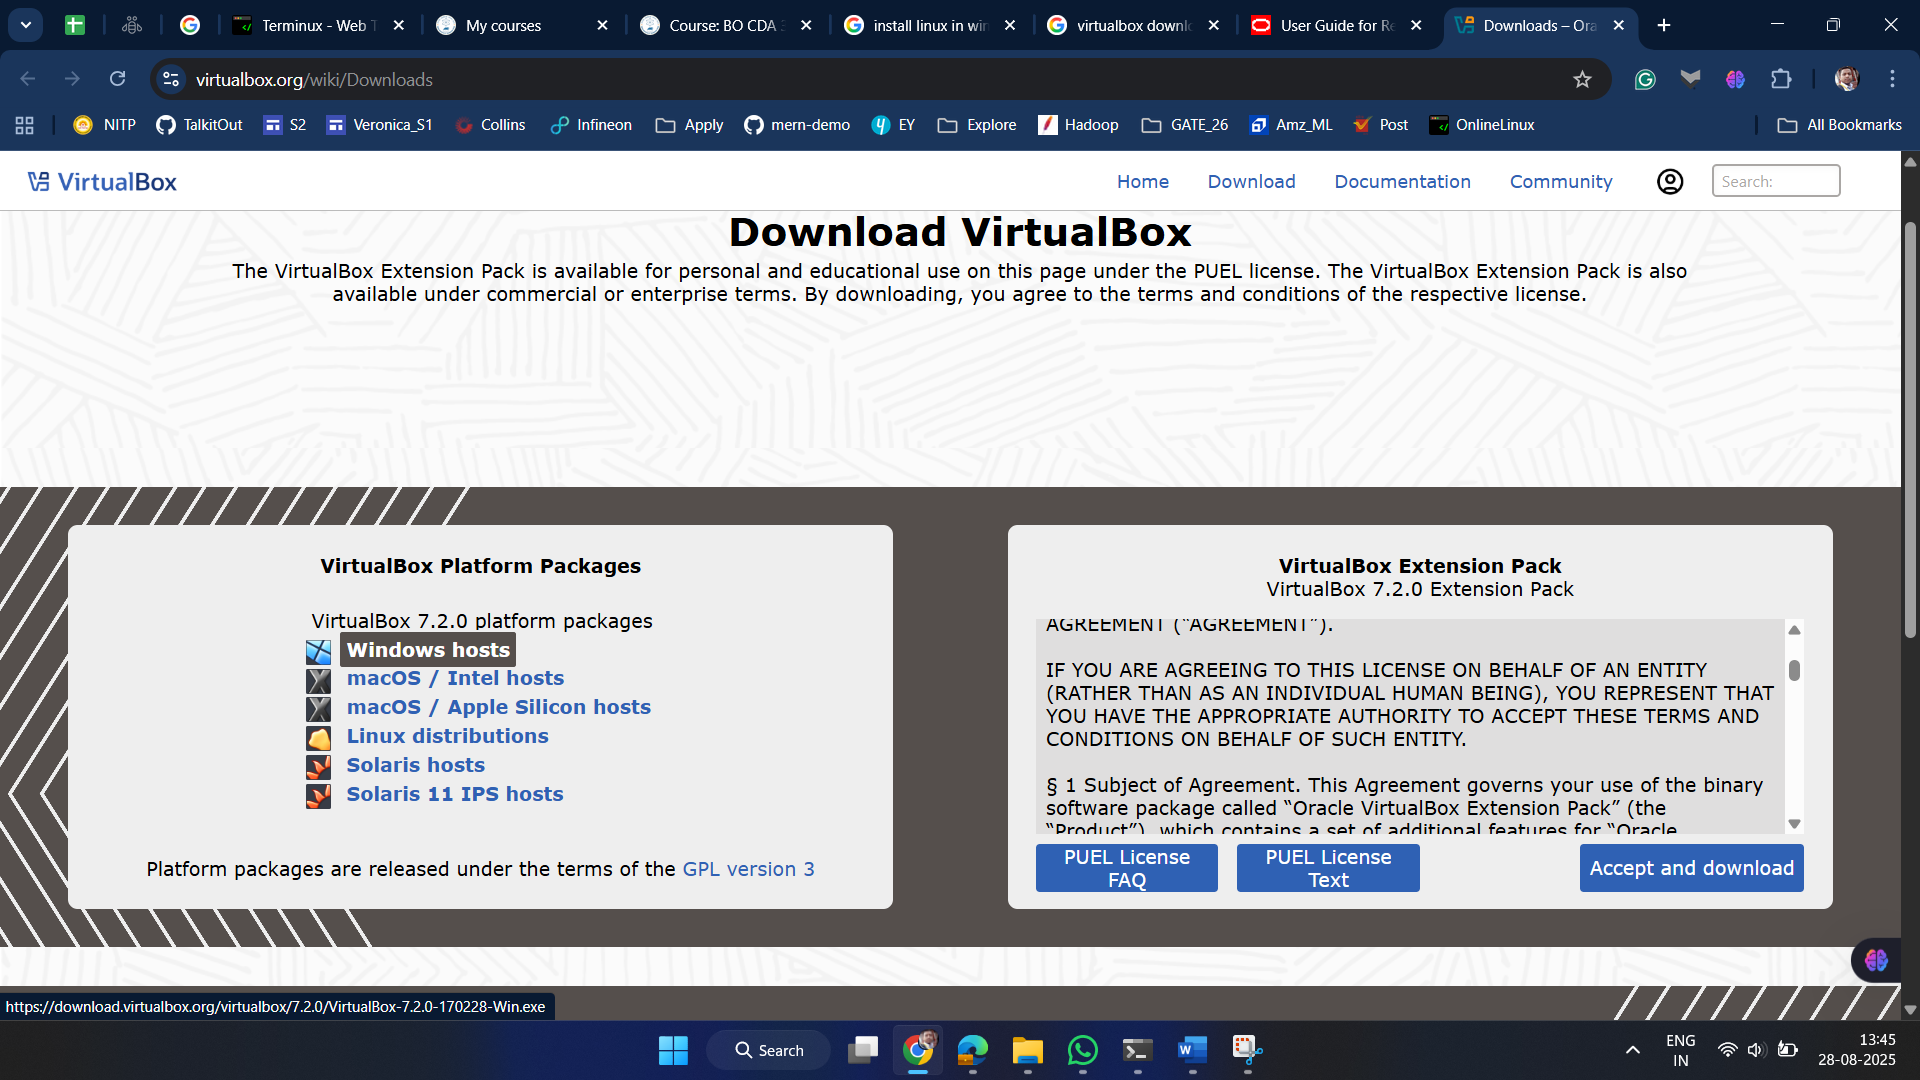 Terminux - Web T
My courses
Course: BO CDA
install linux in win
virtualbox downl
User Guide for Re
Downloads – Ora
virtualbox.org/wiki/Downloads
NITP
TalkitOut
S2
Veronica_S1
Collins
Infineon
Apply
mern-demo
EY
Explore
Hadoop
GATE_26
Amz_ML
Post
OnlineLinux
All Bookmarks
VirtualBox
Home
Download
Documentation
Community
Search:
Download VirtualBox
The VirtualBox Extension Pack is available for personal and educational use on this page under the PUEL license. The VirtualBox Extension Pack is also
available under commercial or enterprise terms. By downloading, you agree to the terms and conditions of the respective license.
VirtualBox Platform Packages
VirtualBox 7.2.0 platform packages
Windows hosts
macOS / Intel hosts
macOS / Apple Silicon hosts
Linux distributions
Solaris hosts
Solaris 11 IPS hosts
Platform packages are released under the terms of the GPL version 3
VirtualBox Extension Pack
VirtualBox 7.2.0 Extension Pack
AGREEMENT ("AGREEMENT").
IF YOU ARE AGREEING TO THIS LICENSE ON BEHALF OF AN ENTITY
(RATHER THAN AS AN INDIVIDUAL HUMAN BEING), YOU REPRESENT THAT
YOU HAVE THE APPROPRIATE AUTHORITY TO ACCEPT THESE TERMS AND
CONDITIONS ON BEHALF OF SUCH ENTITY.
§ 1 Subject of Agreement. This Agreement governs your use of the binary
software package called “Oracle VirtualBox Extension Pack” (the
“Product”), which contains a set of additional features for “Oracle
PUEL License
FAQ
PUEL License
Text
Accept and download
https://download.virtualbox.org/virtualbox/7.2.0/VirtualBox-7.2.0-170228-Win.exe
Search
ENG
IN
13:45
28-08-2025